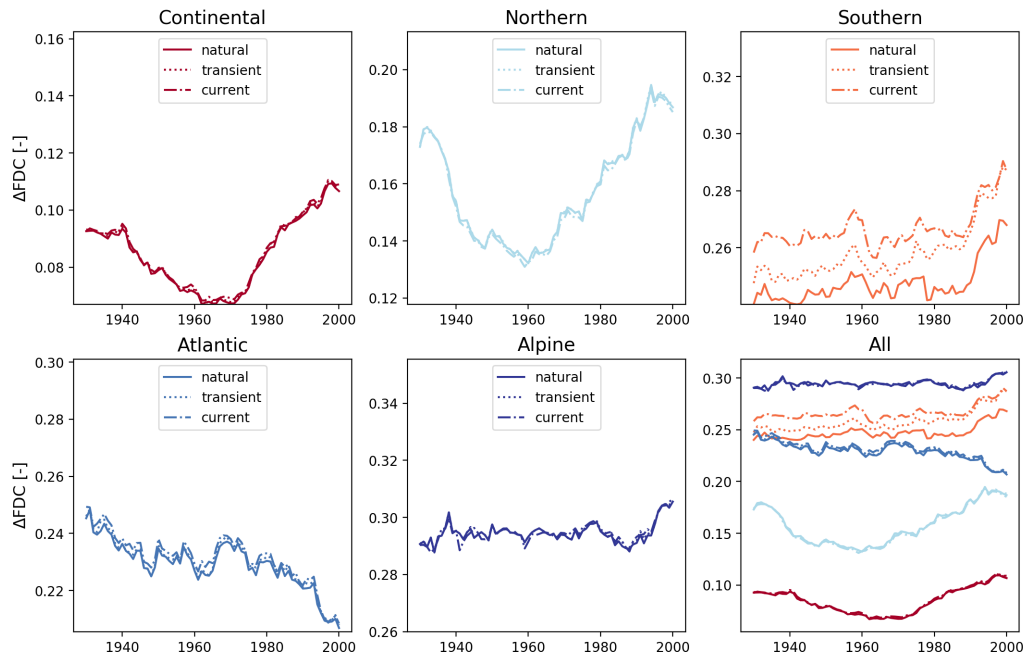 Continental
0.16
0.14
0.12
0.10
0.08
ΔFDC [-]
natural
transient
current
1940 1960 1980 2000
Northern
0.20
0.18
0.16
0.14
0.12
natural
transient
current
1940 1960 1980 2000
Southern
0.32
0.30
0.28
0.26
natural
transient
current
1940 1960 1980 2000
Atlantic
0.30
0.28
0.26
0.24
0.22
ΔFDC [-]
natural
transient
current
1940 1960 1980 2000
Alpine
0.34
0.32
0.30
0.28
0.26
natural
transient
current
1940 1960 1980 2000
All
0.30
0.25
0.20
0.15
0.10
1940 1960 1980 2000